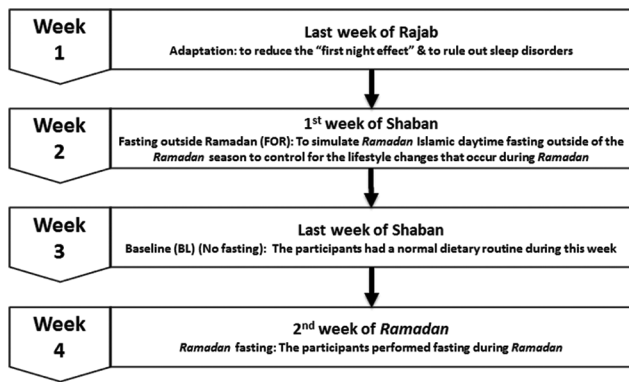 Week
1
Last week of Rajab
Adaptation: to reduce the “first night effect” & to rule out sleep disorders
Week
2
1st week of Shaban
Fasting outside Ramadan (FOR): To simulate Ramadan Islamic daytime fasting outside of the
Ramadan season to control for the lifestyle changes that occur during Ramadan
Week
3
Last week of Shaban
Baseline (BL) (No fasting): The participants had a normal dietary routine during this week
Week
4
2nd week of Ramadan
Ramadan fasting: The participants performed fasting during Ramadan